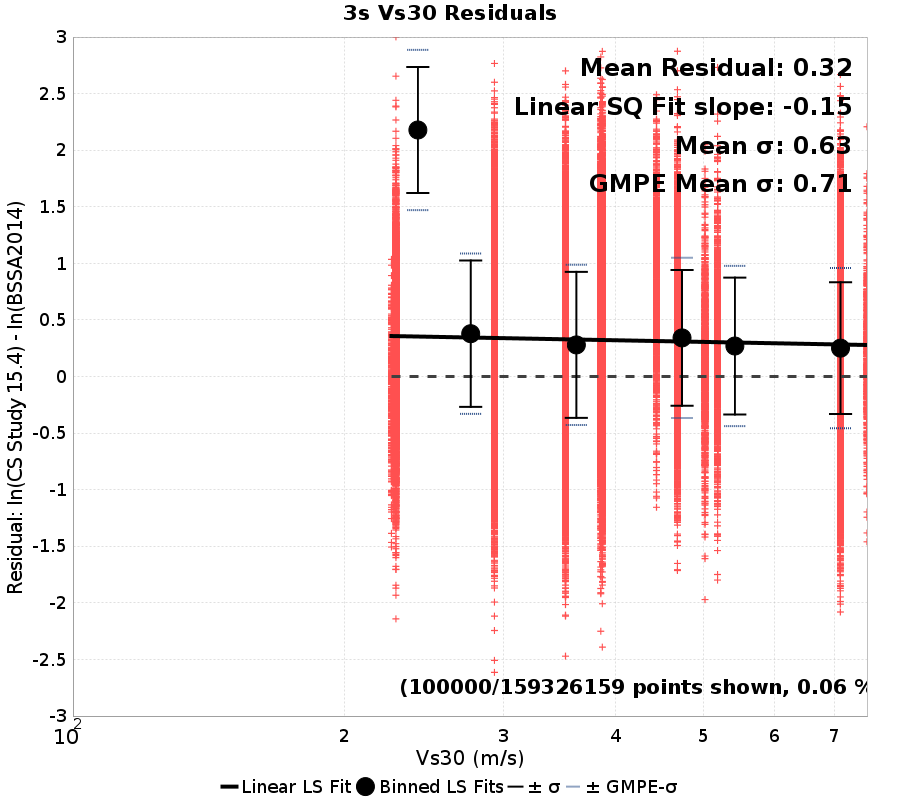 3s Vs30 Residuals
Residual: ln(CS Study 15.4) - ln(BSSA2014)
3
2.5
2
1.5
1
0.5
0
-0.5
-1
-1.5
-2
-2.5
-3
Mean Residual: 0.32
Linear SQ Fit slope: -0.15
Mean σ: 0.63
GMPE Mean σ: 0.71
(100000/159326159 points shown, 0.06 %
10² 2 3 4 5 6 7
Vs30 (m/s)
Linear LS Fit Binned LS Fits ± σ ± GMPE-σ